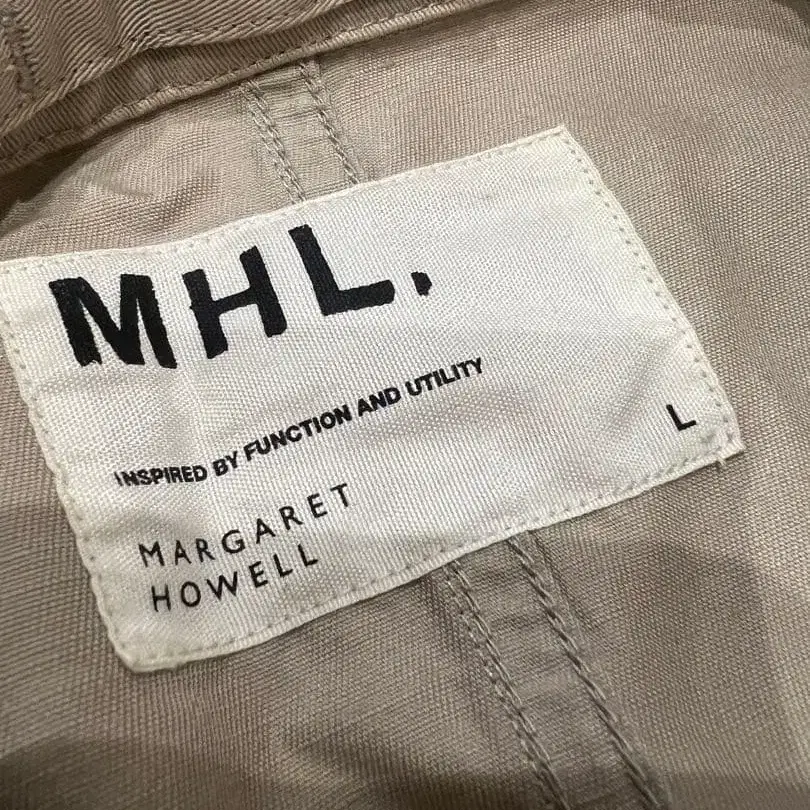 MHL.
INSPIRED BY FUNCTION AND UTILITY
L
MARGARET
HOWELL